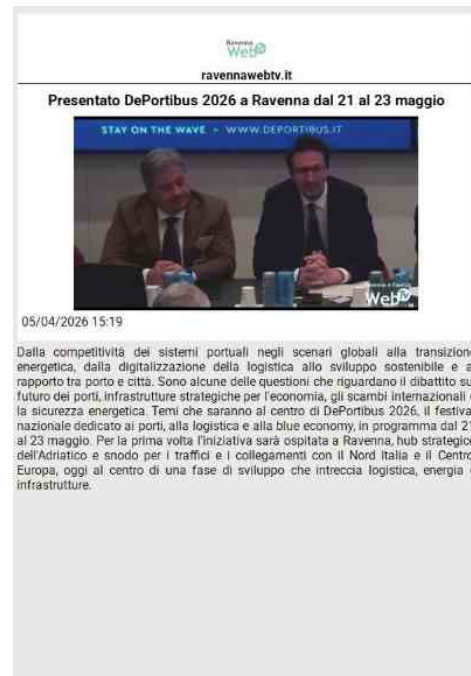 Ravenna
Web
ravennawebtv.it
Presentato DePortibus 2026 a Ravenna dal 21 al 23 maggio
STAY ON THE WAVE • WWW.DEPORTIBUS.IT
Web
05/04/2026 15:19
Dalla competitività dei sistemi portuali negli scenari globali alla transizione
energetica, dalla digitalizzazione della logistica allo sviluppo sostenibile e a
rapporto tra porto e città. Sono alcune delle questioni che riguardano il dibattito su
futuro dei porti, infrastrutture strategiche per l'economia, gli scambi internazionali
la sicurezza energetica. Temi che saranno al centro di DePortibus 2026, il festiva
nazionale dedicato ai porti, alla logistica e alla blue economy, in programma dal 21
al 23 maggio. Per la prima volta l'iniziativa sarà ospitata a Ravenna, hub strategico
dell'Adriatico e snodo per i traffici e i collegamenti con il Nord Italia e il Centro
Europa, oggi al centro di una fase di sviluppo che intreccia logistica, energia
infrastrutture.